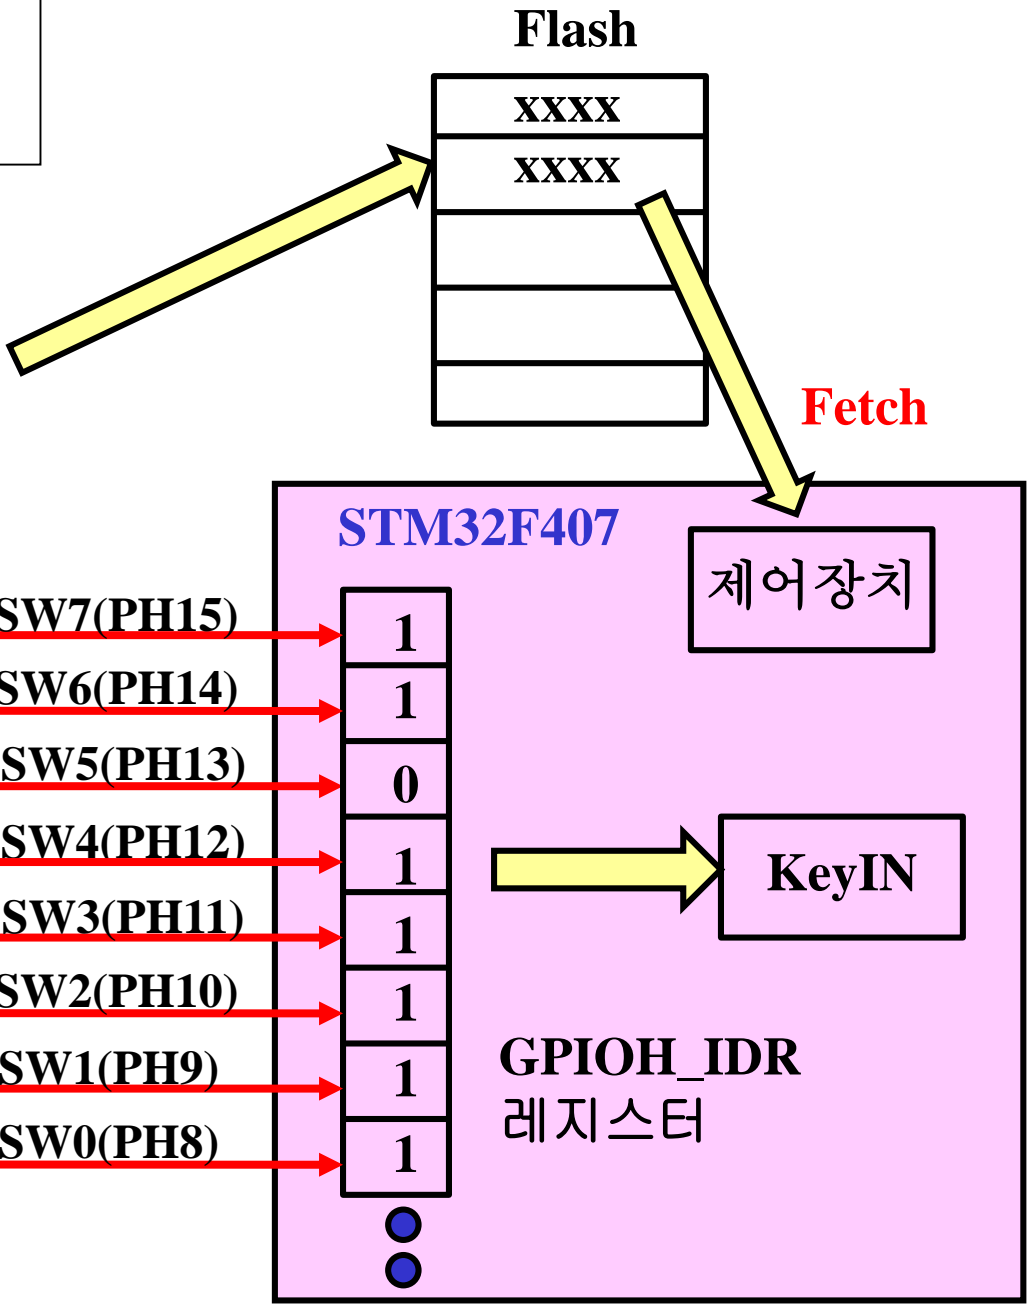 Flash
xxxx
xxxx
Fetch
STM32F407
제어장치
SW7(PH15)
1
SW6(PH14)
1
SW5(PH13)
0
SW4(PH12)
1
KeyIN
SW3(PH11)
1
SW2(PH10)
1
GPIOH_IDR
레지스터
SW1(PH9)
1
SW0(PH8)
1